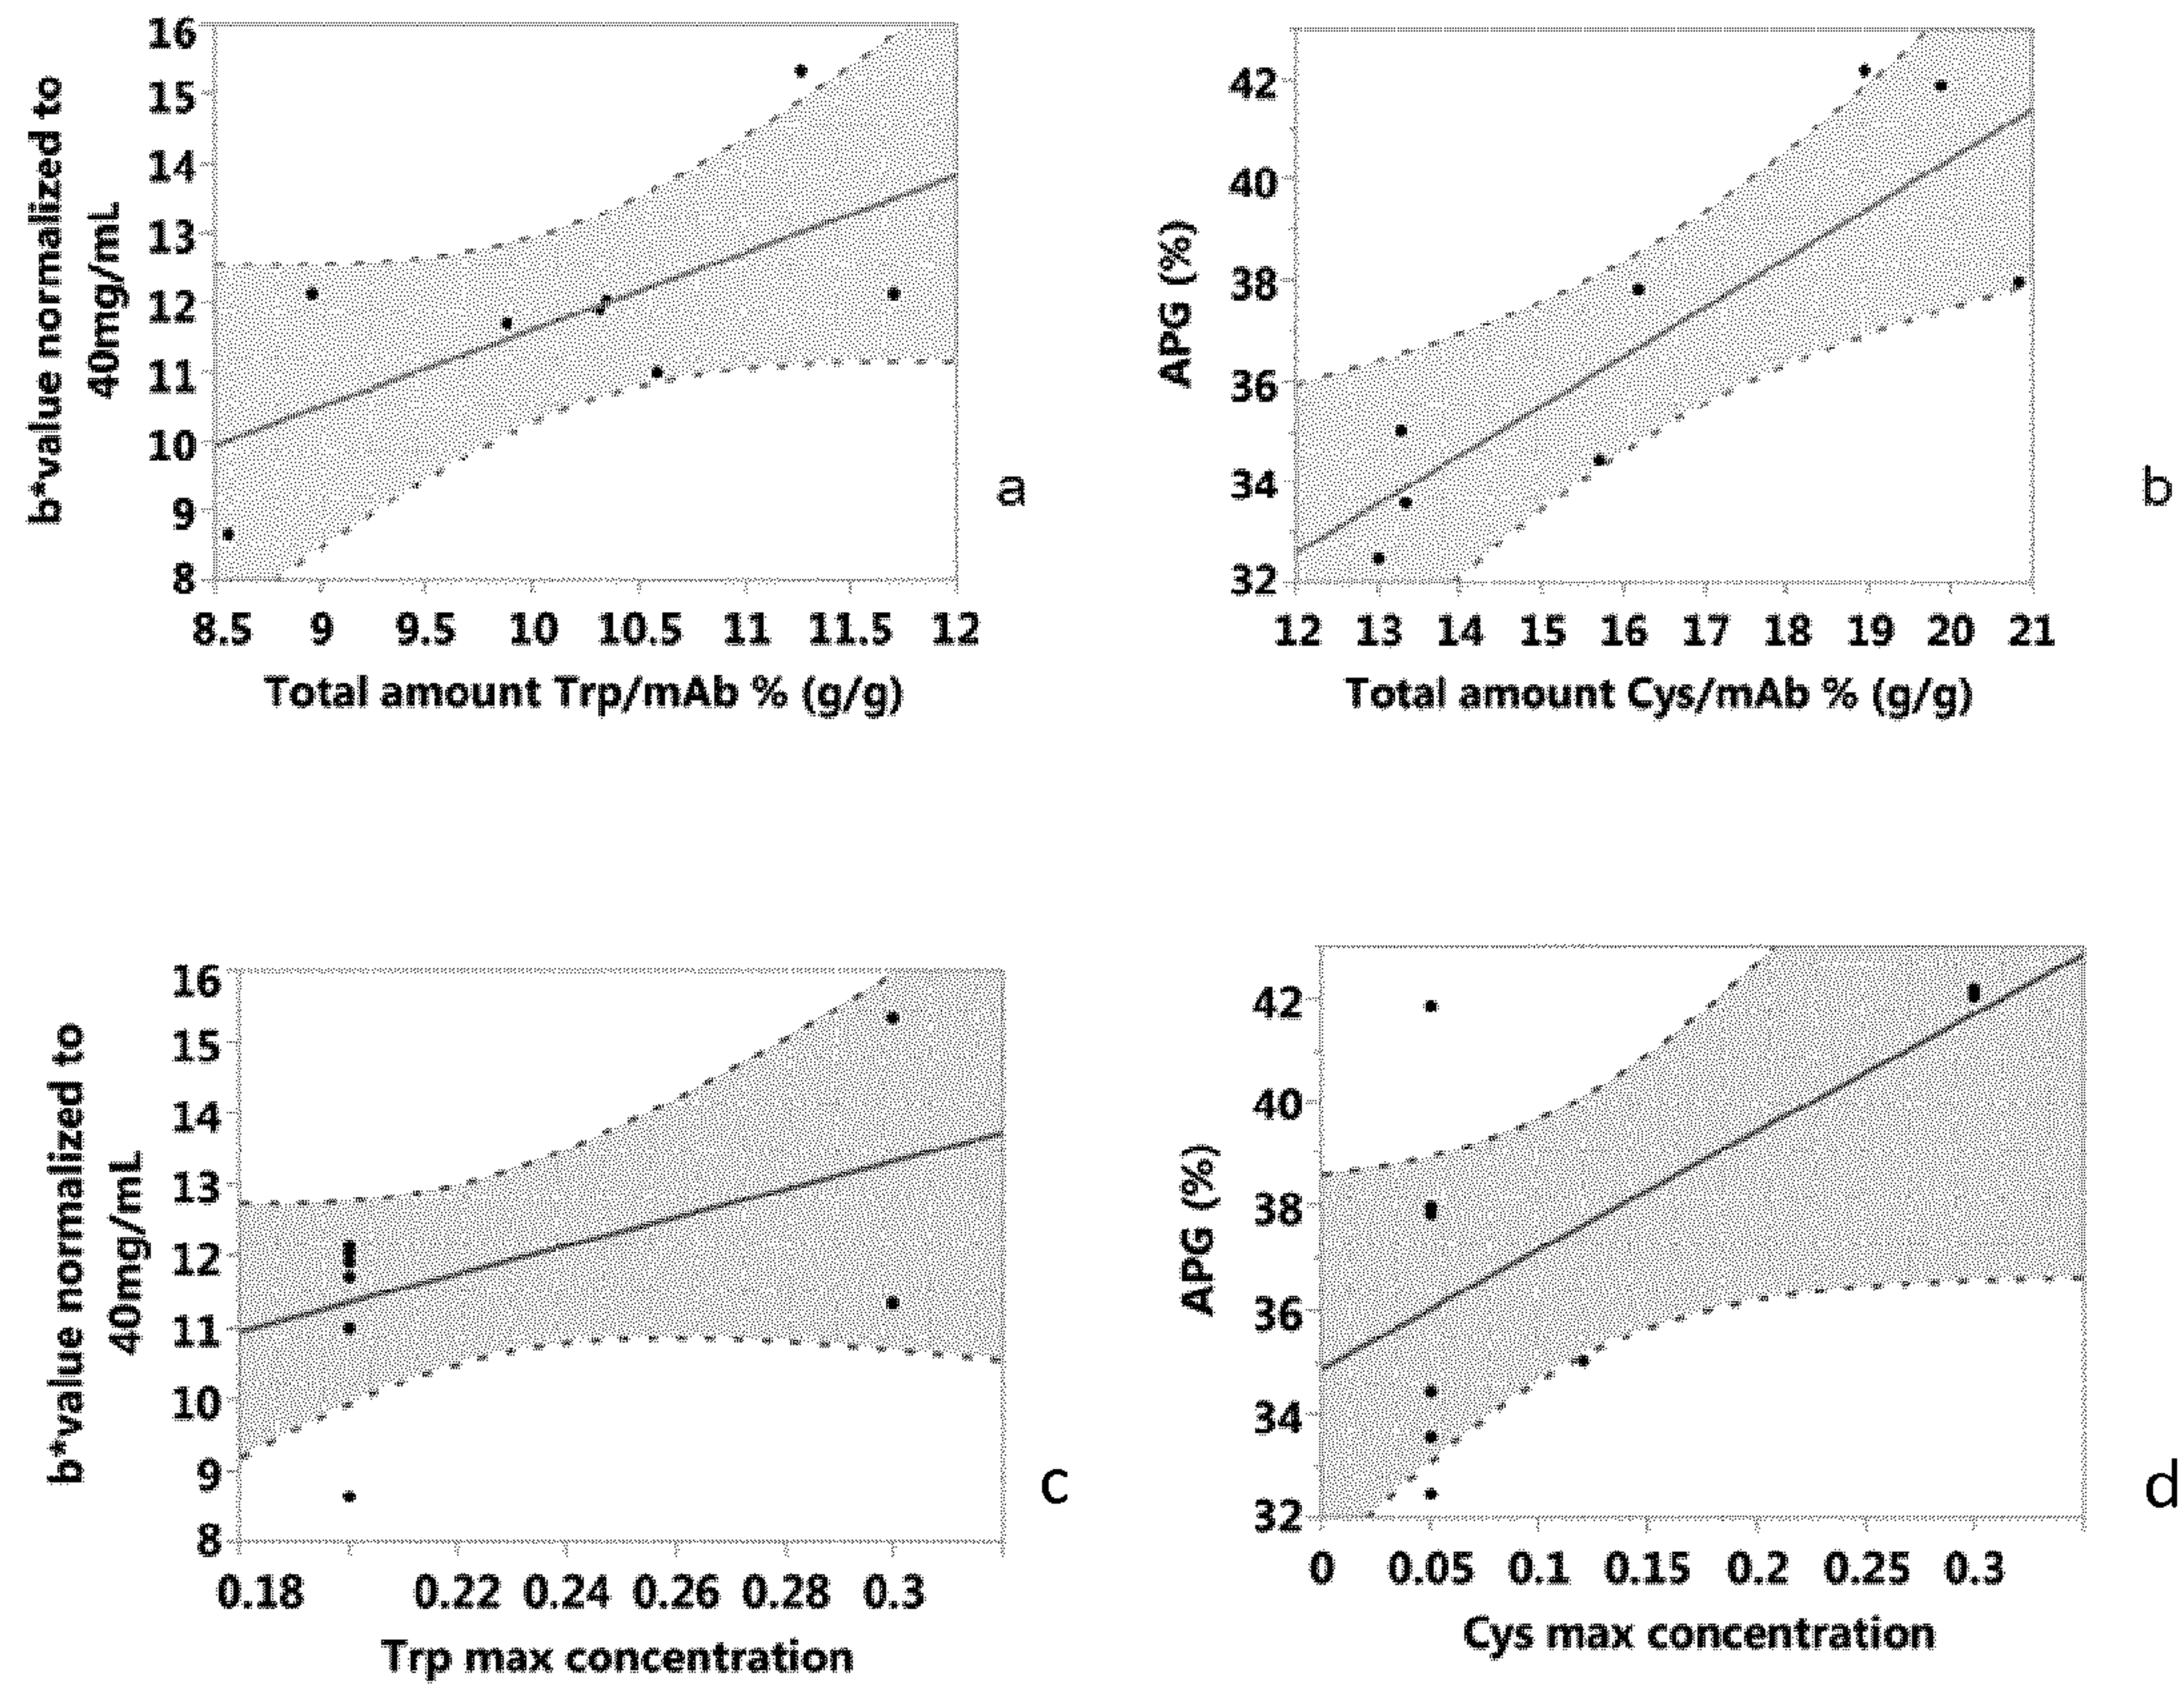 b*value normalized to
40mg/mL
16
15
14
13
12
11
10
9
8
8.5 9 9.5 10 10.5 11 11.5 12
Total amount Trp/mAb % (g/g)
a
APG (%)
42
40
38
36
34
32
12 13 14 15 16 17 18 19 20 21
Total amount Cys/mAb % (g/g)
b
b*value normalized to
40mg/mL
16
15
14
13
12
11
10
9
8
0.18 0.22 0.24 0.26 0.28 0.3
Trp max concentration
c
APG (%)
42
40
38
36
34
32
0 0.05 0.1 0.15 0.2 0.25 0.3
Cys max concentration
d